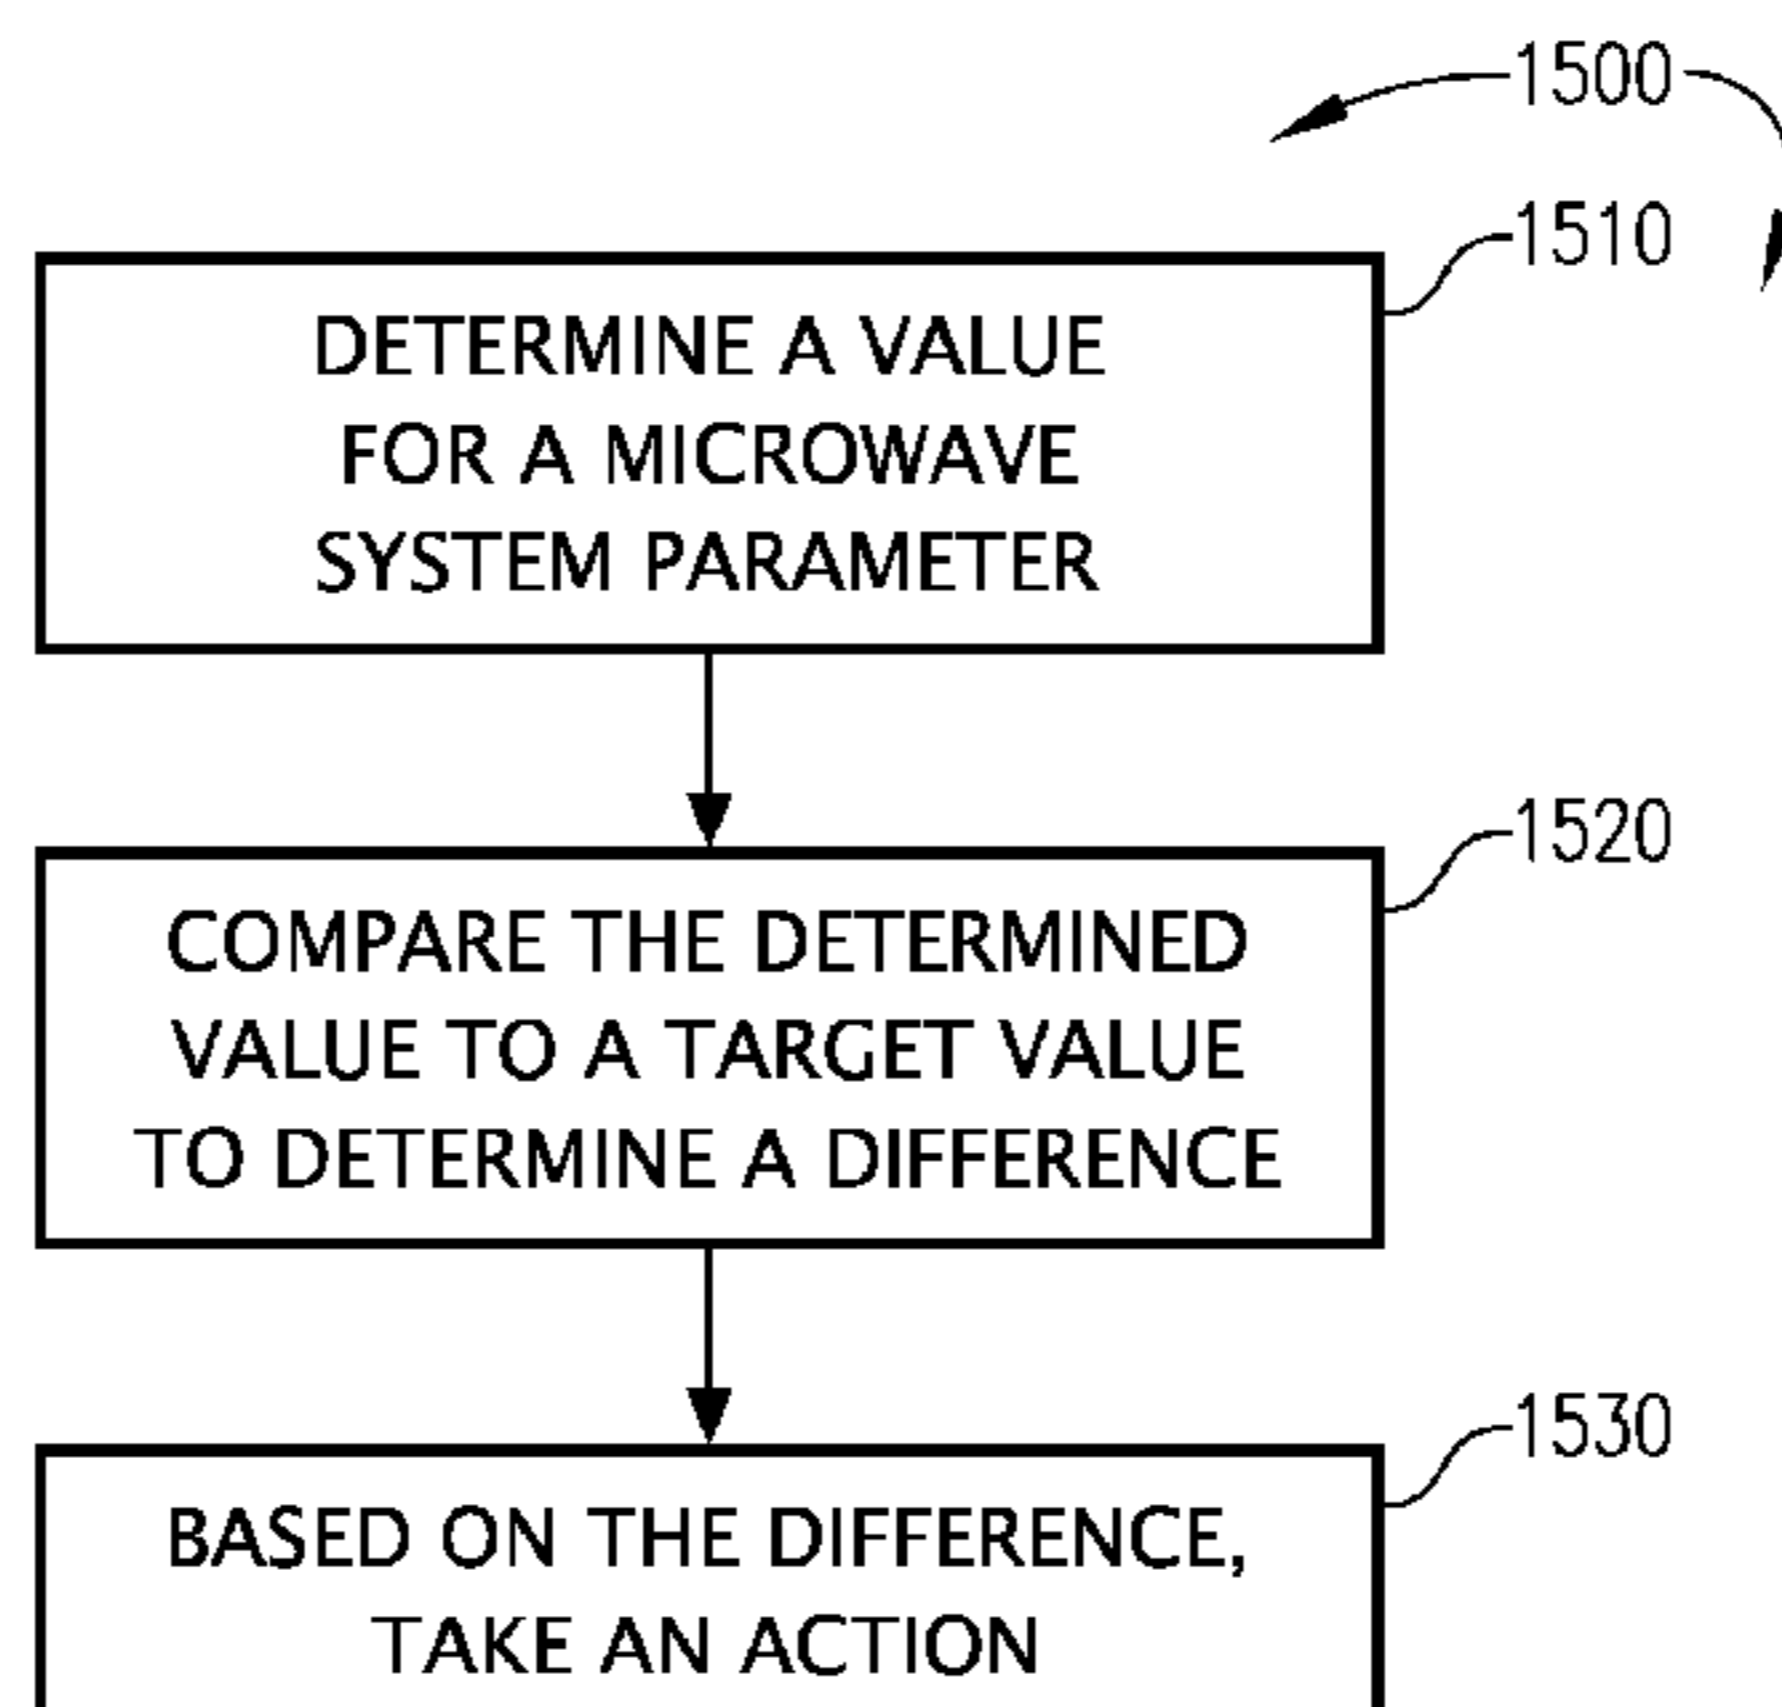 1500
1510
DETERMINE A VALUE
FOR A MICROWAVE
SYSTEM PARAMETER
1520
COMPARE THE DETERMINED
VALUE TO A TARGET VALUE
TO DETERMINE A DIFFERENCE
1530
BASED ON THE DIFFERENCE,
TAKE AN ACTION